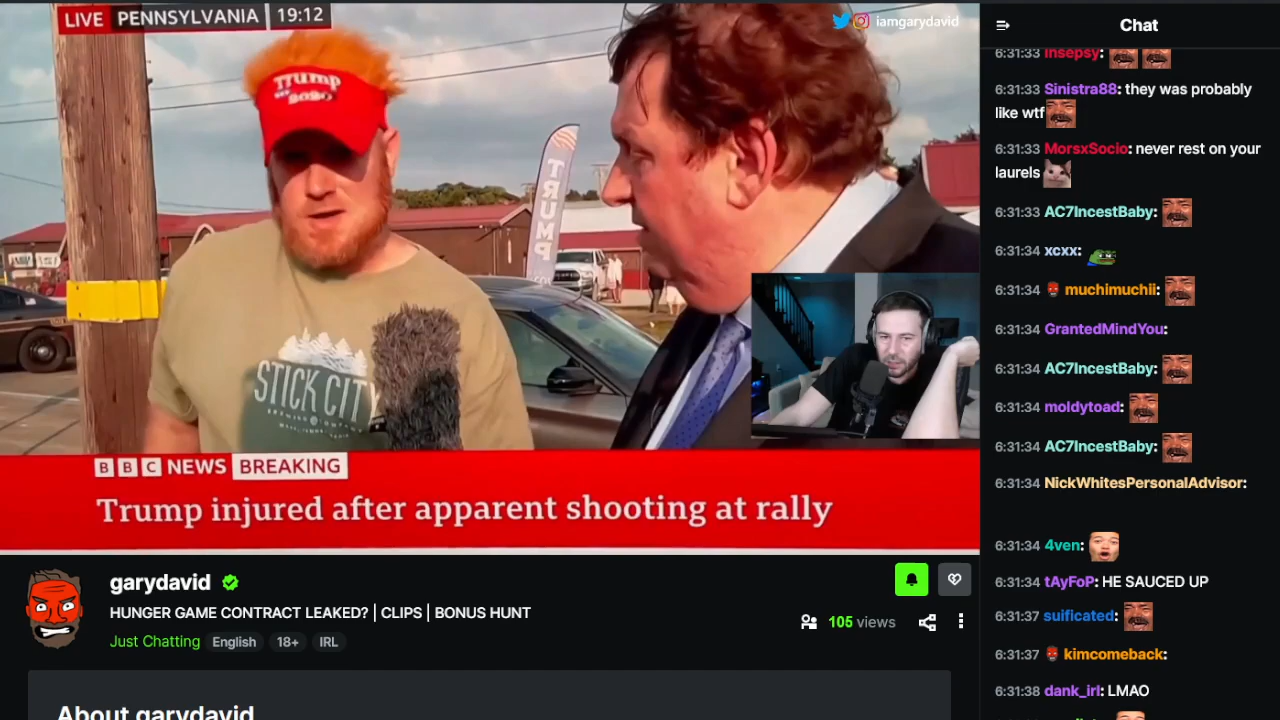 LIVE PENNSYLVANIA 19:12
iamgarydavid
Trump
2020
TRUMP
STICK CITY
BBC NEWS BREAKING
Trump injured after apparent shooting at rally
garydavid
HUNGER GAME CONTRACT LEAKED? | CLIPS | BONUS HUNT
Just Chatting English 18+ IRL
105 views
About garydavid
Chat
6:31:33 Insepsy:
6:31:33 Sinistra88: they was probably
like wtf
6:31:33 MorsxSocio: never rest on your
laurels
6:31:33 AC7IncestBaby:
6:31:34 xcxx:
6:31:34 muchimuchii:
6:31:34 GrantedMindYou:
6:31:34 AC7IncestBaby:
6:31:34 moldytoad:
6:31:34 AC7IncestBaby:
6:31:34 NickWhitesPersonalAdvisor:
6:31:34 4ven:
6:31:34 tAyFoP: HE SAUCED UP
6:31:37 suificated:
6:31:37 kimcomeback:
6:31:38 dank_irl: LMAO